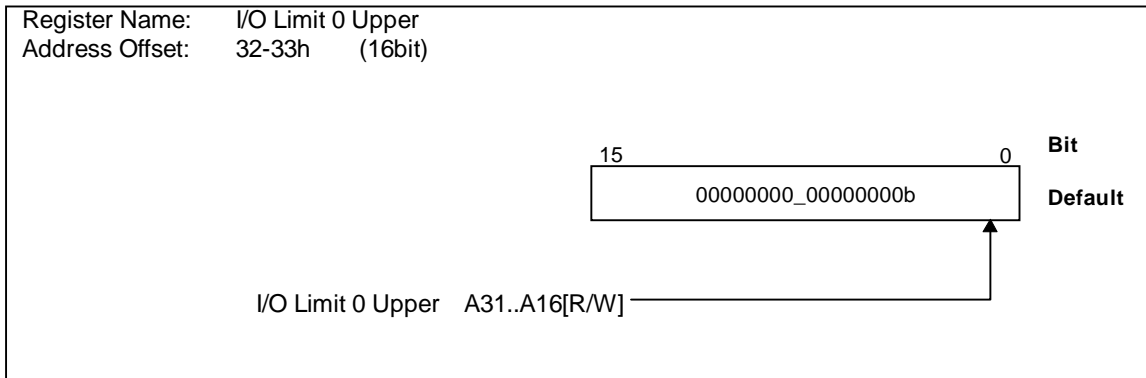 Register Name: I/O Limit 0 Upper
Address Offset: 32-33h (16bit)
15 0 Bit
00000000_00000000b Default
I/O Limit 0 Upper A31..A16[R/W]